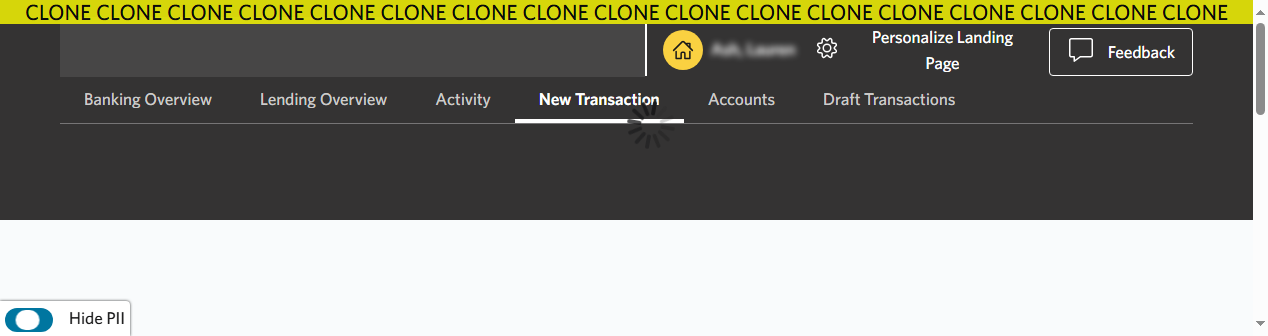 CLONE CLONE CLONE CLONE CLONE CLONE CLONE CLONE CLONE CLONE CLONE CLONE CLONE CLONE CLONE CLONE CLONE
Personalize Landing
Page
Feedback
Banking Overview
Lending Overview
Activity
New Transaction
Accounts
Draft Transactions
Hide PII